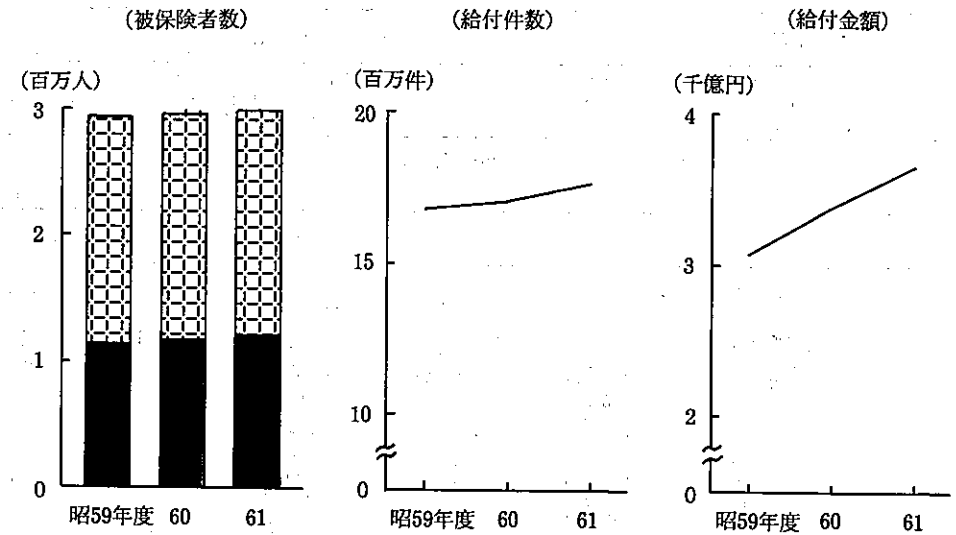 (被保険者数)
(百万人)
3
2
1
0
昭59年度 60 61
(給付件数)
(百万件)
20
15
10
0
昭59年度 60 61
(給付金額)
(千億円)
4
3
2
0
昭59年度 60 61